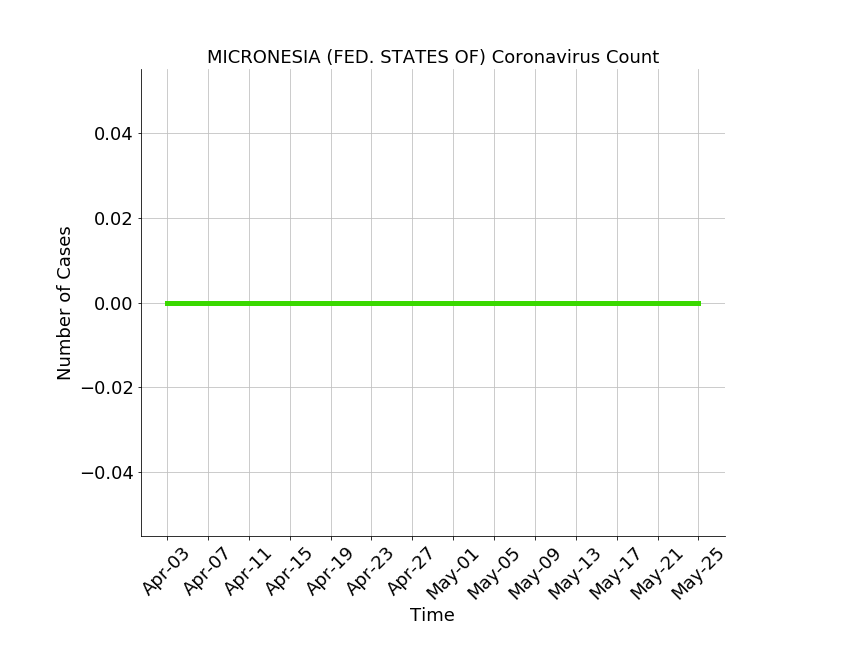 MICRONESIA (FED. STATES OF) Coronavirus Count
0.04
0.02
0.00
−0.02
−0.04
Number of Cases
Apr-03
Apr-07
Apr-11
Apr-15
Apr-19
Apr-23
Apr-27
May-01
May-05
May-09
May-13
May-17
May-21
May-25
Time